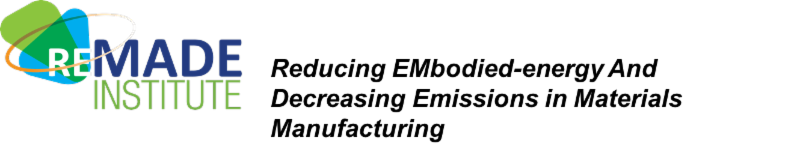 REMADE
INSTITUTE
Reducing EMbodied-energy And
Decreasing Emissions in Materials
Manufacturing